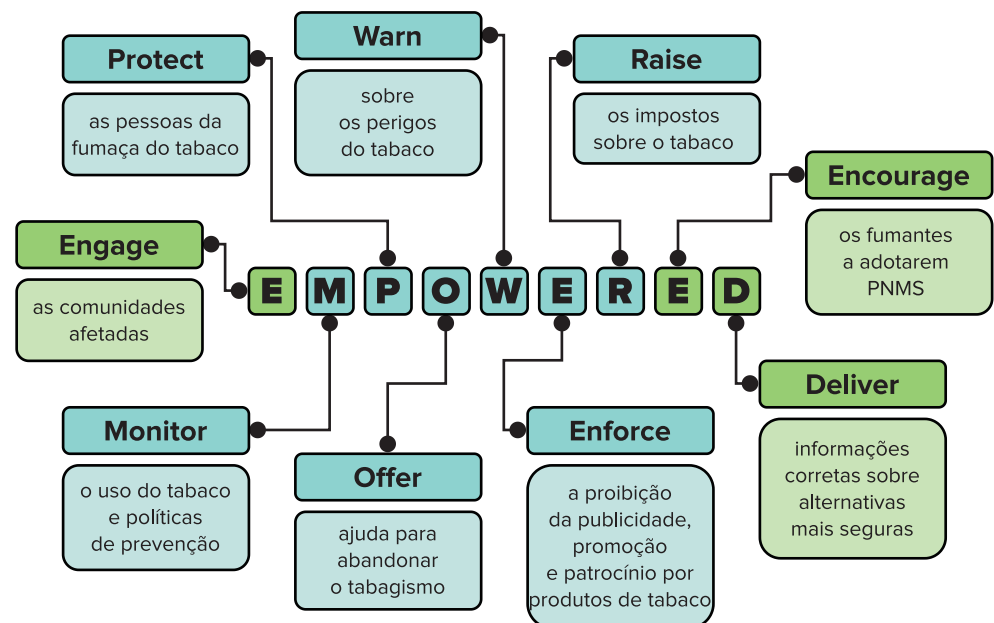 Protect
as pessoas da
fumaça do tabaco
Warn
sobre
os perigos
do tabaco
Raise
os impostos
sobre o tabaco
Encourage
os fumantes
a adotarem
PNMS
Engage
as comunidades
afetadas
EMPOWERED
Monitor
o uso do tabaco
e políticas
de prevenção
Offer
ajuda para
abandonar
o tabagismo
Enforce
a proibição
da publicidade,
promoção
e patrocínio por
produtos de tabaco
Deliver
informações
corretas sobre
alternativas
mais seguras